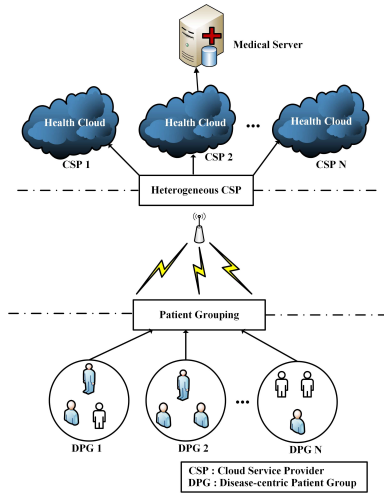 Medical Server
Health Cloud
Health Cloud
Health Cloud
...
CSP 1
CSP 2
CSP N
Heterogeneous CSP
Patient Grouping
...
DPG 1
DPG 2
DPG N
CSP : Cloud Service Provider
DPG : Disease-centric Patient Group